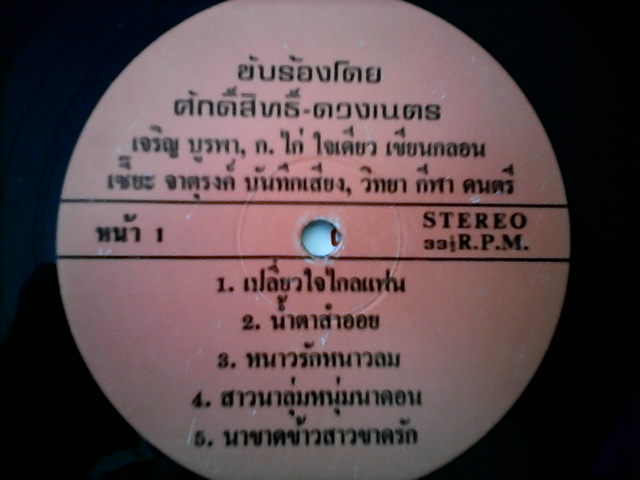 ขับร้องโดย
ศักดิ์สิทธิ์-ดวงเนตร
เจริญ บูรพา, ก. ไก่ ใจเดียว เขียนกลอน
เซี๊ยะ จาตุรงค์ บันทึกเสียง, วิทยา กีฬา ดนตรี
หน้า 1
STEREO
33⅓R.P.M.
1. เปลี่ยวใจไกลแฟน
2. น้ำตาสำออย
3. หนาวรักหนาวลม
4. สาวนาลุ่มหนุ่มนาดอน
5. นาขาดข้าวสาวขาดรัก